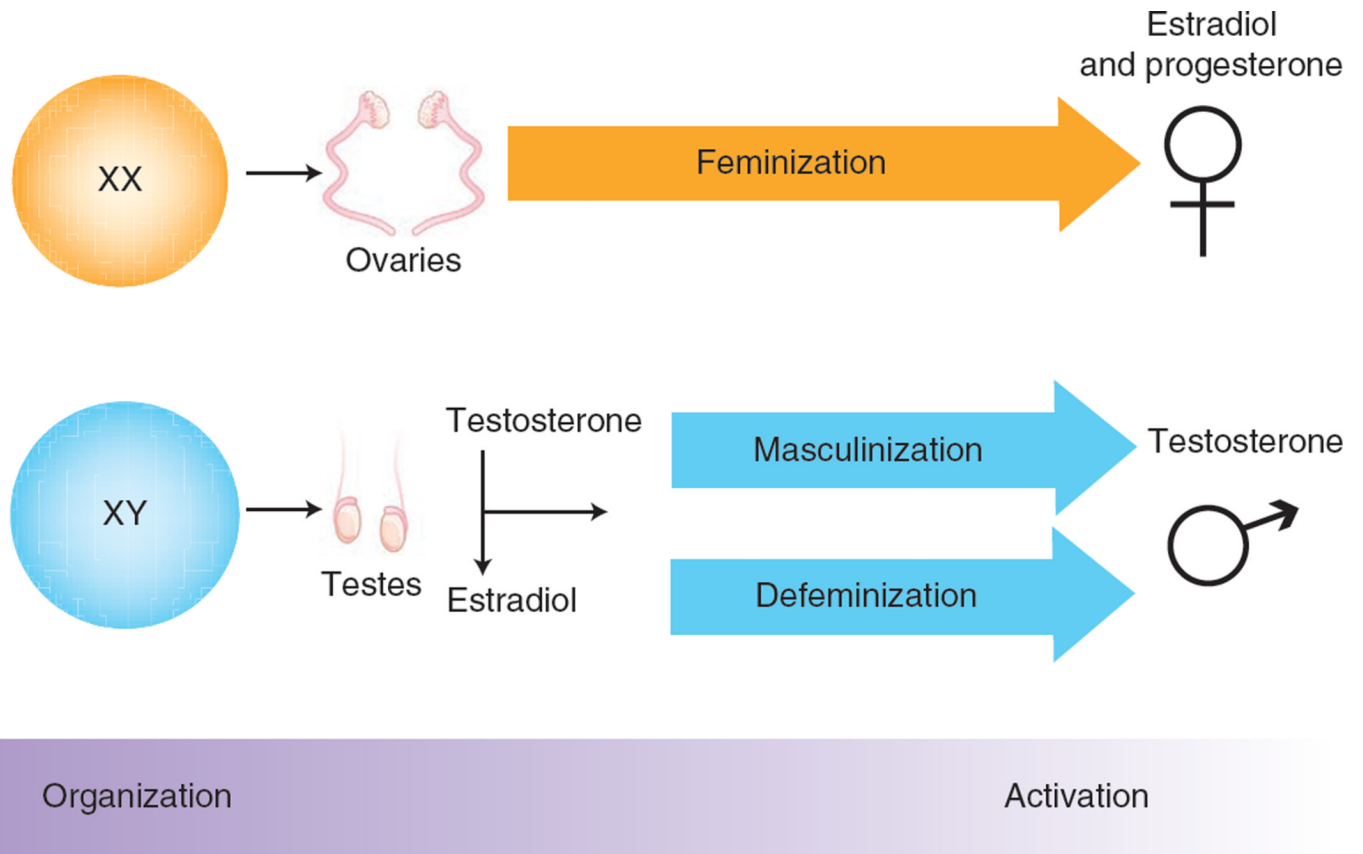 Estradiol
and progesterone
XX
Feminization
Ovaries
Testosterone
Masculinization
Testosterone
XY
Testes
Estradiol
Defeminization
Organization
Activation